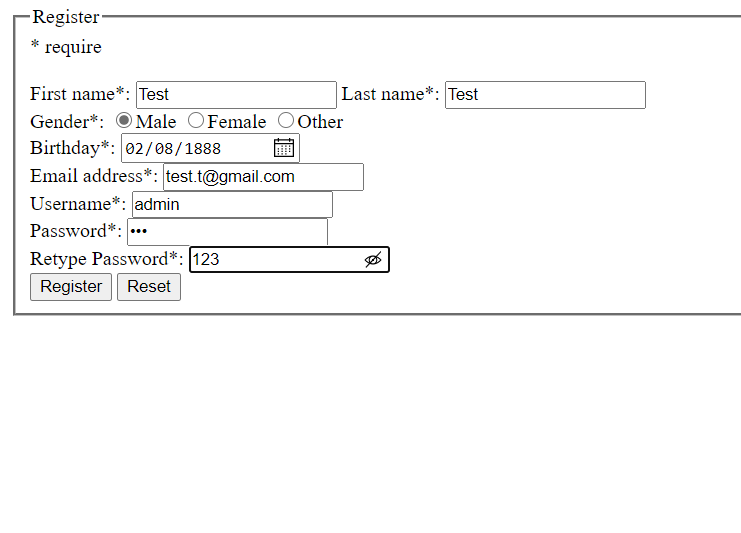 Register
* require
First name*: Test Last name*: Test
Gender*: Male Female Other
Birthday*: 02/08/1888
Email address*: test.t@gmail.com
Username*: admin
Password*: •••
Retype Password*: 123
Register Reset